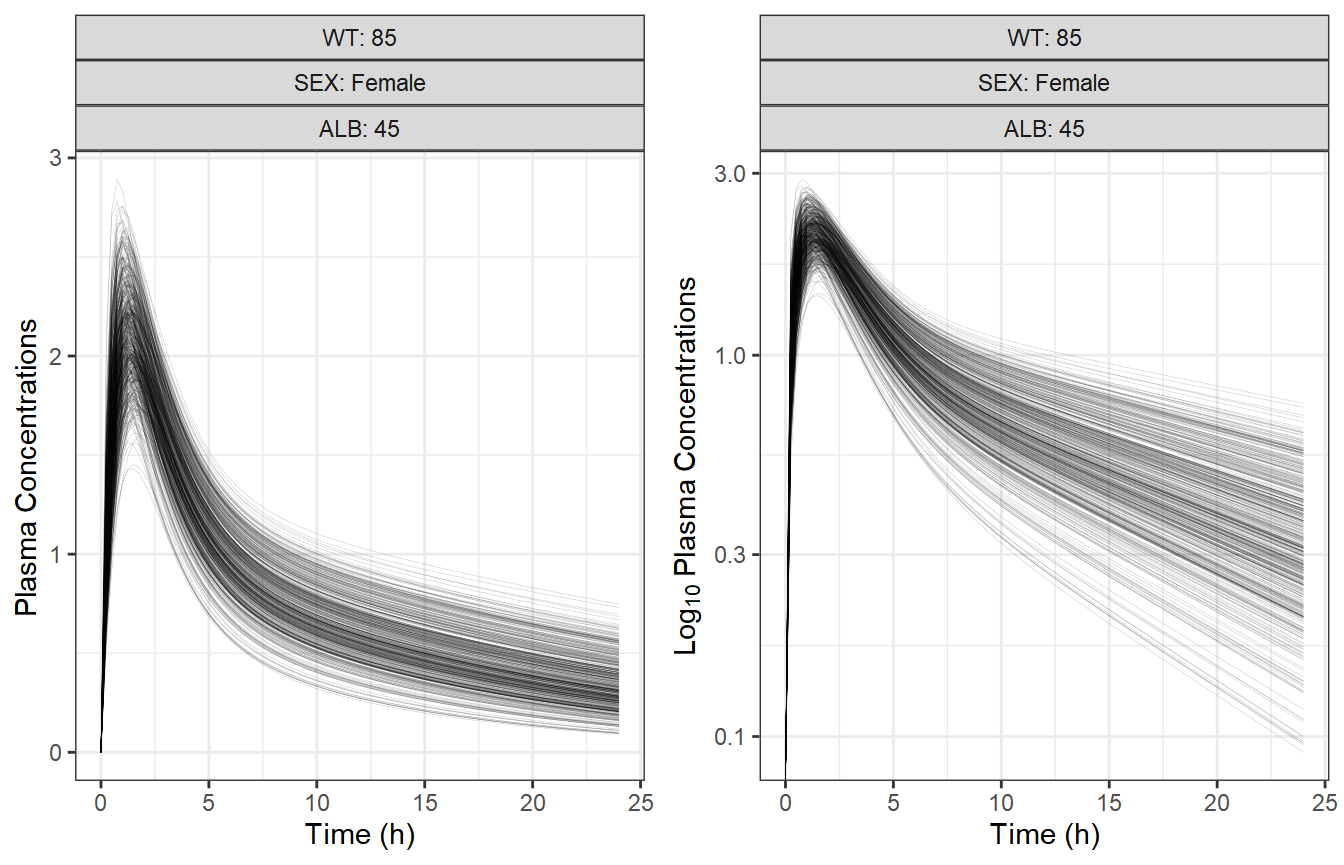 WT: 85
SEX: Female
ALB: 45
3
2
1
0
0
5
10
15
20
25
Time (h)
Plasma Concentrations
WT: 85
SEX: Female
ALB: 45
3.0
1.0
0.3
0.1
0
5
10
15
20
25
Time (h)
Log10 Plasma Concentrations